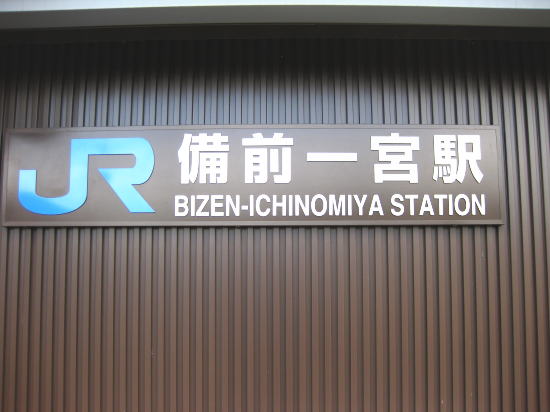 JR 備前一宮駅
BIZEN-ICHINOMIYA STATION